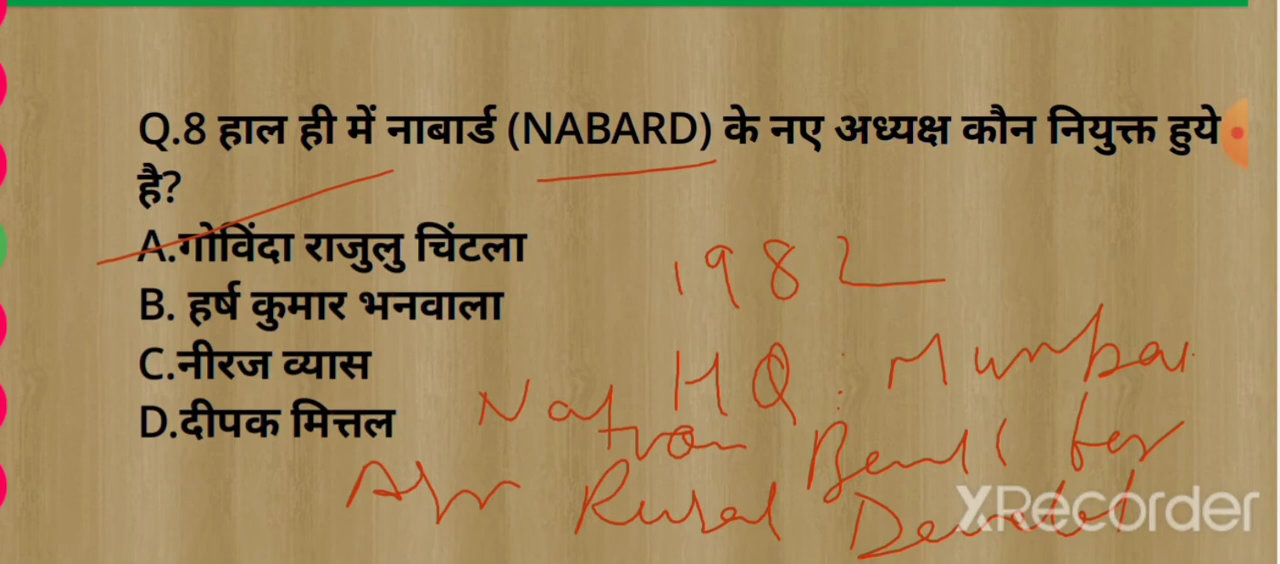 Q.8 हाल ही में नाबार्ड (NABARD) के नए अध्यक्ष कौन नियुक्त हुये
है?
A.गोविंदा राजुलु चिंटला
B. हर्ष कुमार भनवाला
C.नीरज व्यास
D.दीपक मित्तल
1982
HQ: Mumbai
Nation Bank for
Rural
XRecorder